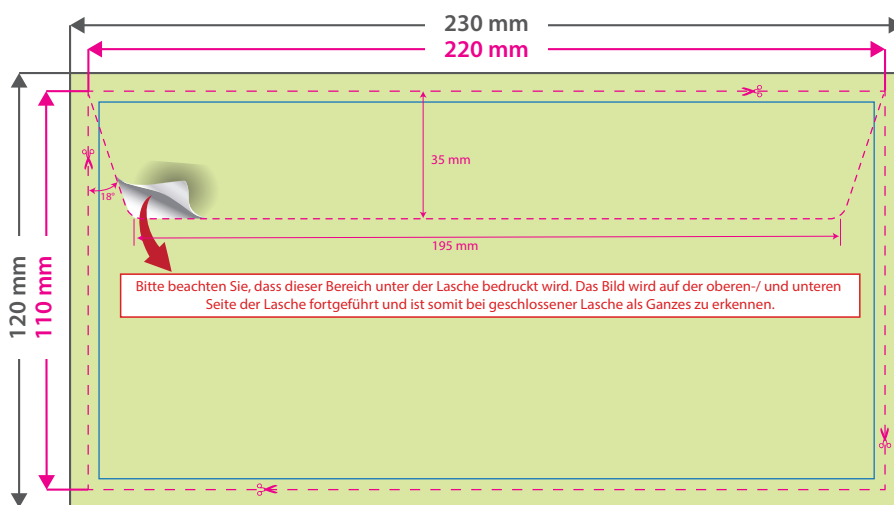 230 mm
220 mm
120 mm
110 mm
35 mm
18°
195 mm
Bitte beachten Sie, dass dieser Bereich unter der Lasche bedruckt wird. Das Bild wird auf der oberen-/ und unteren
Seite der Lasche fortgeführt und ist somit bei geschlossener Lasche als Ganzes zu erkennen.